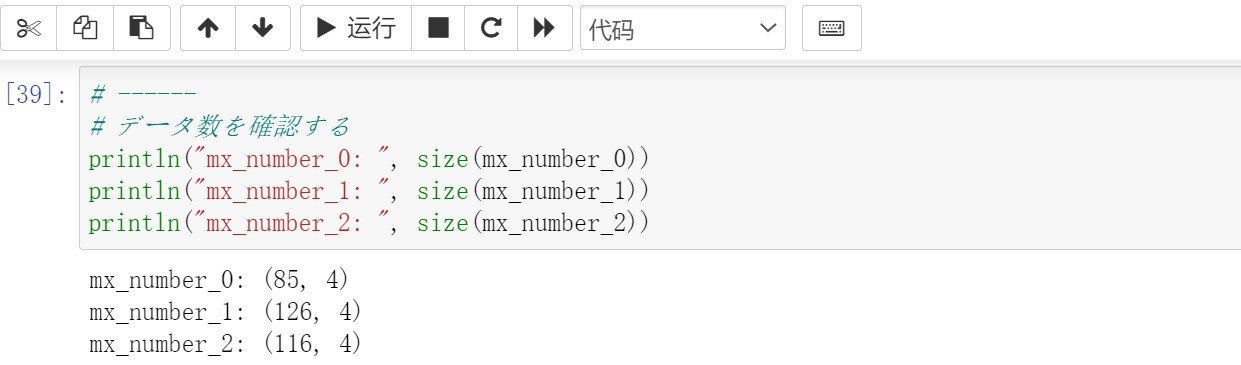 运行 代码
[39]: # ------
# データ数を確認する
println("mx_number_0: ", size(mx_number_0))
println("mx_number_1: ", size(mx_number_1))
println("mx_number_2: ", size(mx_number_2))
mx_number_0: (85, 4)
mx_number_1: (126, 4)
mx_number_2: (116, 4)